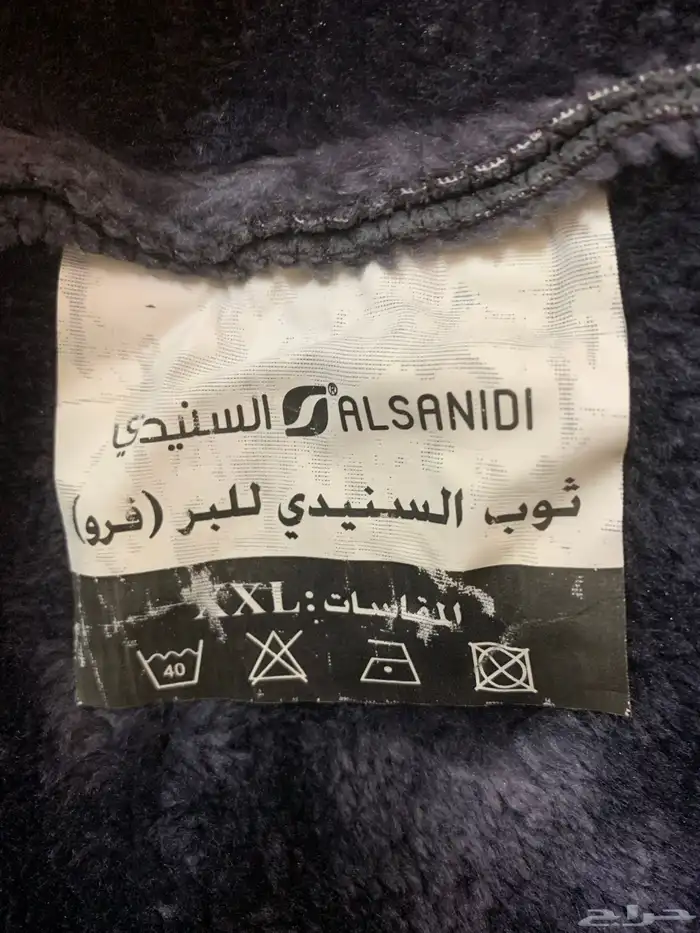 السنيدي ® ALSANIDI
ثوب السنيدي للبر (فرو)
المقاسات: XXL
40
حراج